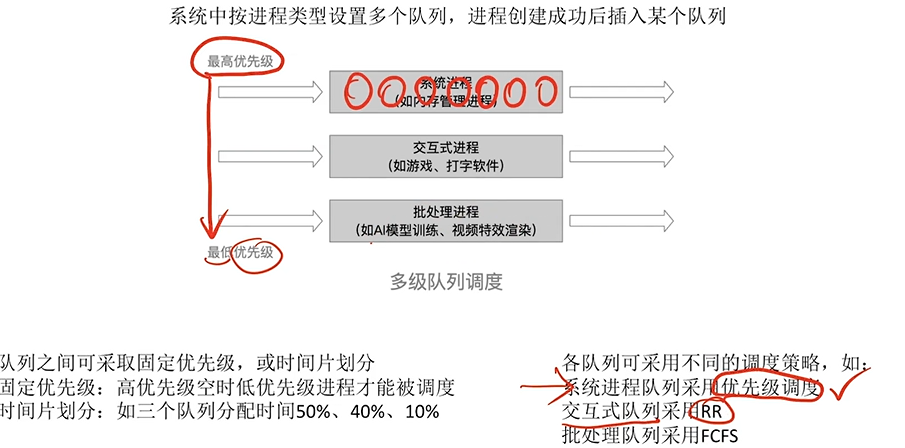 系统中按进程类型设置多个队列，进程创建成功后插入某个队列
最高优先级
系统进程
（如内存管理进程）
交互式进程
（如游戏、打字软件）
批处理进程
（如AI模型训练、视频特效渲染）
最低优先级
多级队列调度
队列之间可采取固定优先级，或时间片划分
固定优先级：高优先级空时低优先级进程才能被调度
时间片划分：如三个队列分配时间50%、40%、10%
各队列可采用不同的调度策略，如：
系统进程队列采用优先级调度
交互式队列采用RR
批处理队列采用FCFS